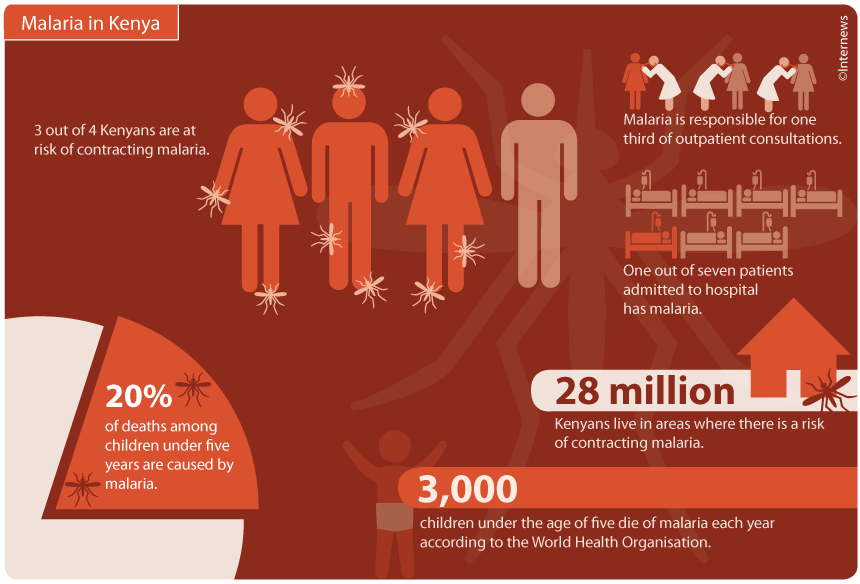 Malaria in Kenya
©Internews
3 out of 4 Kenyans are at
risk of contracting malaria.
Malaria is responsible for one
third of outpatient consultations.
One out of seven patients
admitted to hospital
has malaria.
20%
of deaths among
children under five
years are caused by
malaria.
28 million
Kenyans live in areas where there is a risk
of contracting malaria.
3,000
children under the age of five die of malaria each year
according to the World Health Organisation.